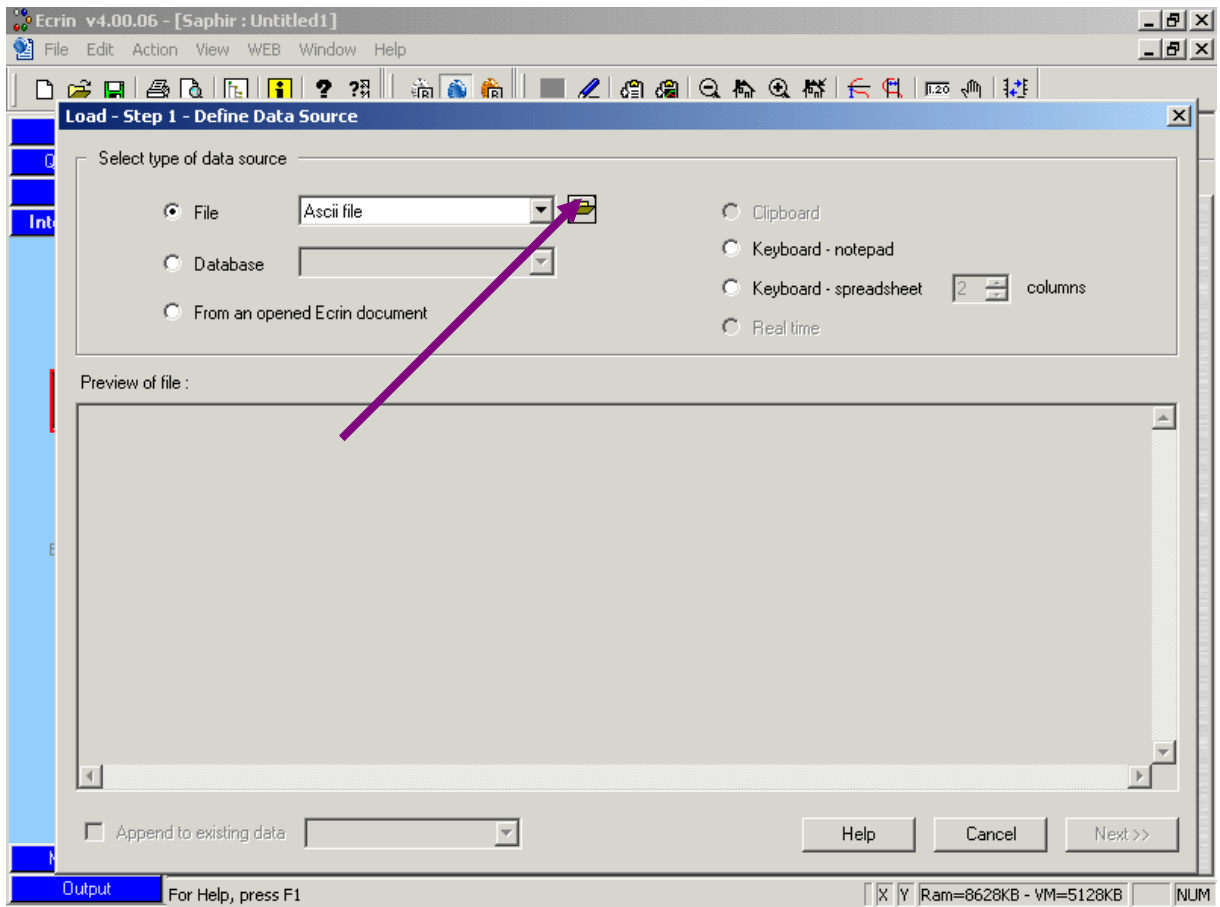 Ecrin v4.00.06 - [Saphir : Untitled1]
File Edit Action View WEB Window Help
Load - Step 1 - Define Data Source
Select type of data source
File Ascii file Clipboard
Keyboard - notepad
Database
Keyboard - spreadsheet 2 columns
From an opened Ecrin document
Real time
Preview of file :
Append to existing data Help Cancel Next >>
Output For Help, press F1 X Y Ram=8628KB - VM=5128KB NUM